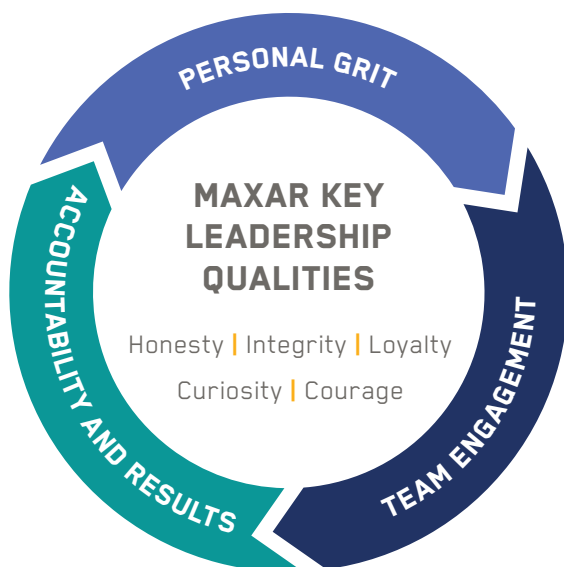 PERSONAL GRIT
MAXAR KEY
LEADERSHIP
QUALITIES
Honesty | Integrity | Loyalty
Curiosity | Courage
TEAM ENGAGEMENT
ACCOUNTABILITY AND RESULTS